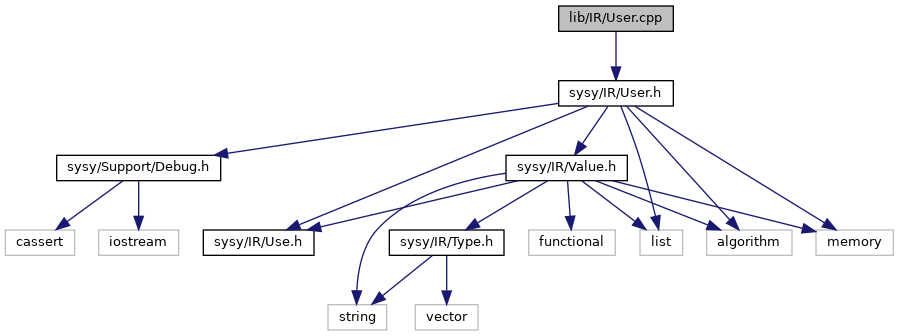 lib/IR/User.cpp
sysy/IR/User.h
sysy/Support/Debug.h
sysy/IR/Value.h
cassert
iostream
sysy/IR/Use.h
sysy/IR/Type.h
functional
list
algorithm
memory
string
vector